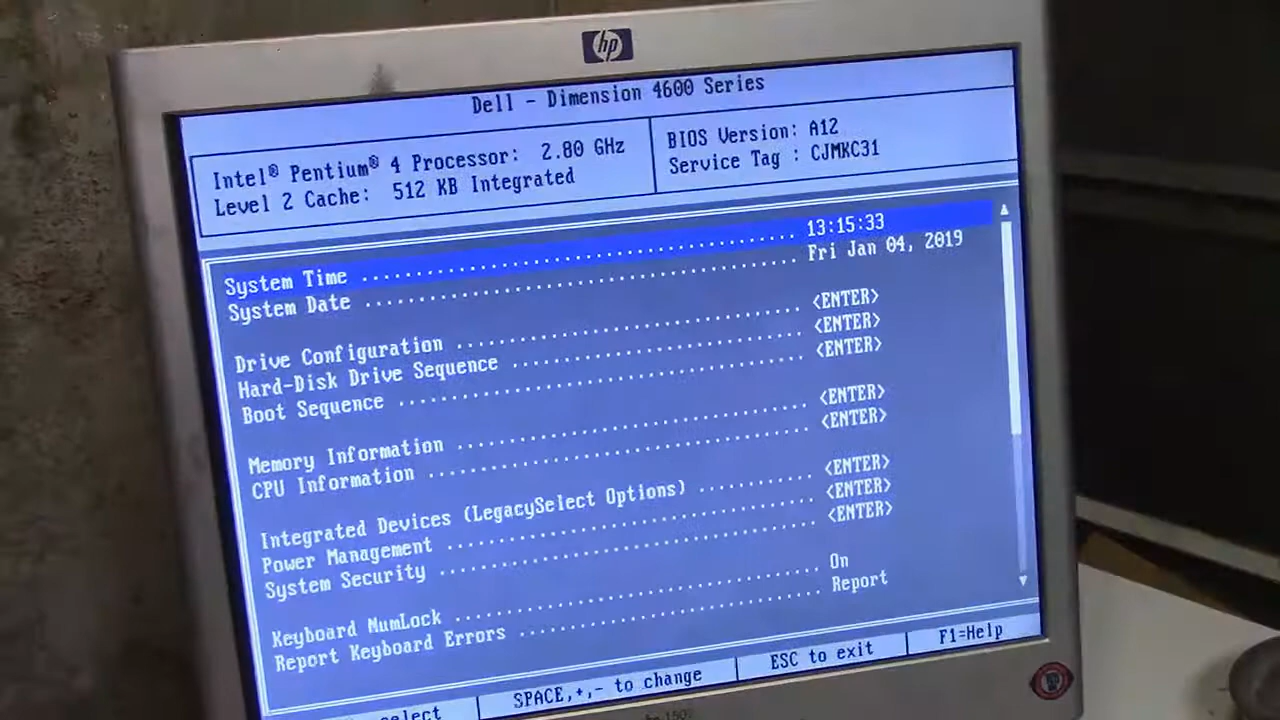 hp
Dell - Dimension 4600 Series
Intel® Pentium® 4 Processor: 2.80 GHz
Level 2 Cache: 512 KB Integrated
BIOS Version: A12
Service Tag : CJMKC31
System Time ........................................ 13:15:33
System Date ........................................ Fri Jan 04, 2019
Drive Configuration ................................ <ENTER>
Hard-Disk Drive Sequence ........................... <ENTER>
Boot Sequence ...................................... <ENTER>
Memory Information ................................. <ENTER>
CPU Information .................................... <ENTER>
Integrated Devices (LegacySelect Options) .......... <ENTER>
Power Management ................................... <ENTER>
System Security .................................... <ENTER>
Keyboard NumLock ................................... On
Report Keyboard Errors ............................. Report
select
SPACE,+,- to change
ESC to exit
F1=Help